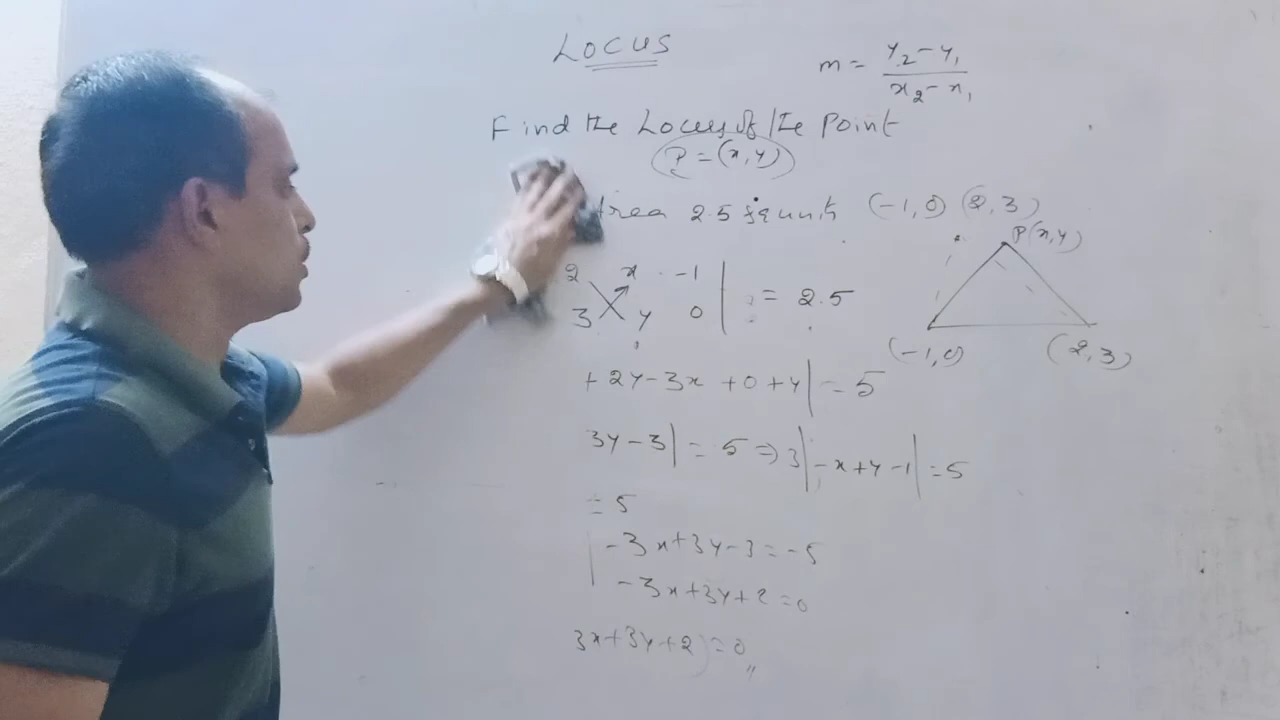 LOCUS
m = y₂ - y₁ / x₂ - x₁
Find the Locus of the Point
P = (x, y)
Area 2.5 sq units (-1, 0) (2, 3)
P(x, y)
2 x -1
3 y 0 | = 2.5
(-1, 0) (2, 3)
+ 2y - 3x + 0 + y | = 5
3y - 3 | = 5 ⇒ 3 | -x + y - 1 | = 5
= 5
| -3x + 3y - 3 = -5
-3x + 3y + 2 = 0
3x + 3y + 2) = 0